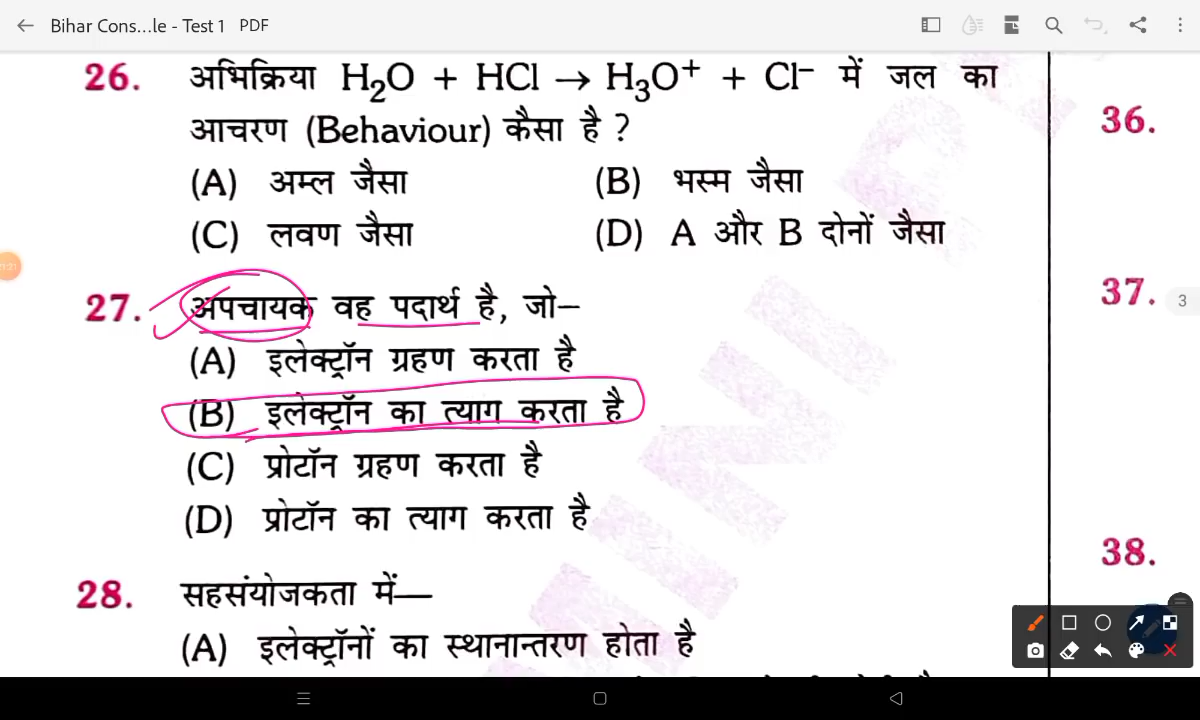 Bihar Cons...le - Test 1 PDF
26. अभिक्रिया H₂O + HCl → H₃O⁺ + Cl⁻ में जल का
आचरण (Behaviour) कैसा है ?
(A) अम्ल जैसा (B) भस्म जैसा
(C) लवण जैसा (D) A और B दोनों जैसा
27. अपचायक वह पदार्थ है, जो–
(A) इलेक्ट्रॉन ग्रहण करता है
(B) इलेक्ट्रॉन का त्याग करता है
(C) प्रोटॉन ग्रहण करता है
(D) प्रोटॉन का त्याग करता है
28. सहसंयोजकता में—
(A) इलेक्ट्रॉनों का स्थानान्तरण होता है
36.
37.
3
38.